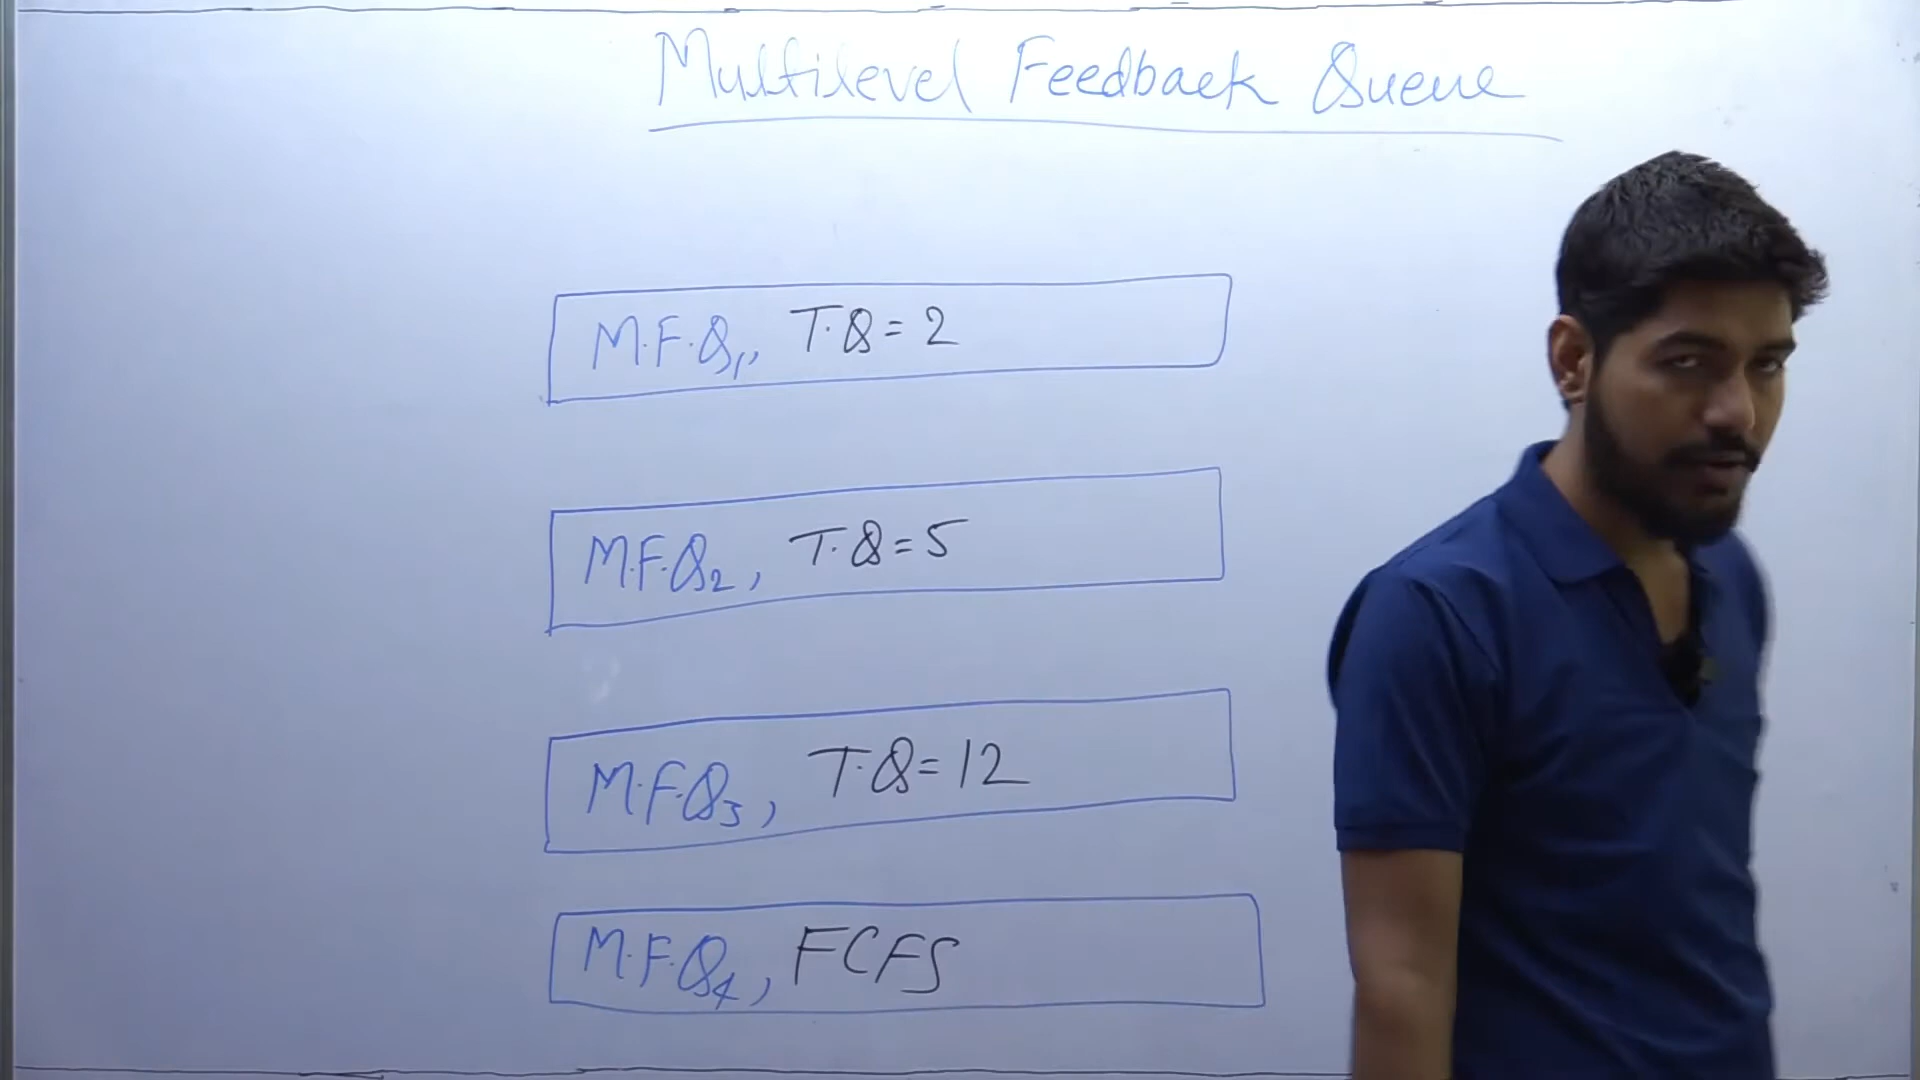 Multilevel Feedback Queue
M.F.Q1, T.Q=2
M.F.Q2, T.Q=5
M.F.Q3, T.Q=12
M.F.Q4, FCFS